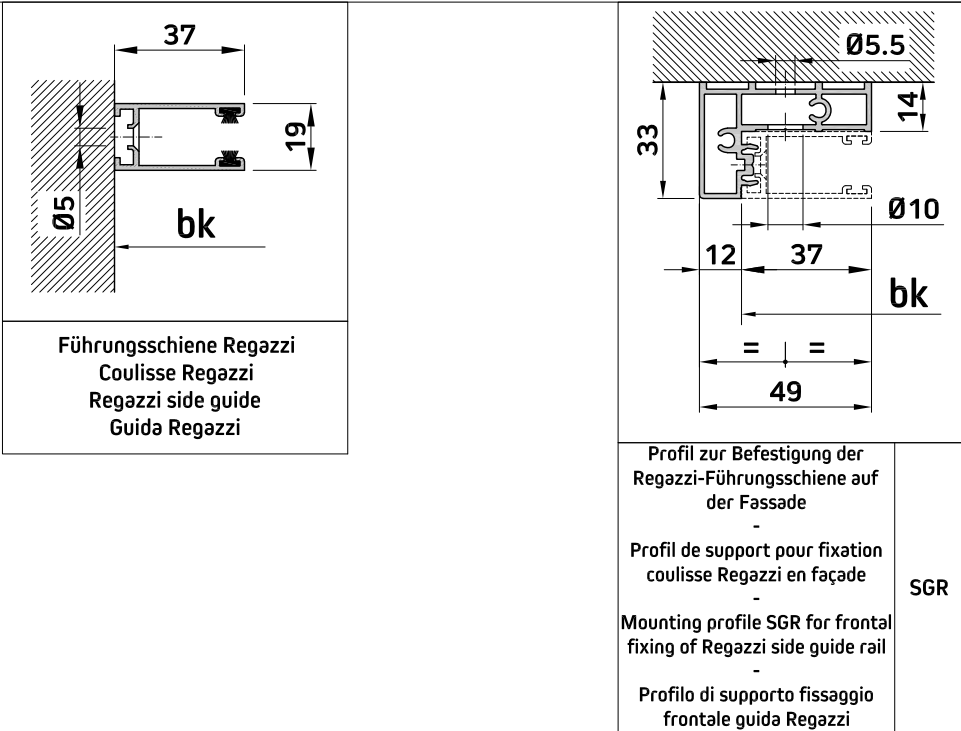 37
19
Ø5
bk
Führungsschiene Regazzi
Coulisse Regazzi
Regazzi side guide
Guida Regazzi
Ø5.5
14
33
Ø10
12
37
bk
= =
49
Profil zur Befestigung der
Regazzi-Führungsschiene auf
der Fassade
-
Profil de support pour fixation
coulisse Regazzi en façade
-
Mounting profile SGR for frontal
fixing of Regazzi side guide rail
-
Profilo di supporto fissaggio
frontale guida Regazzi
SGR